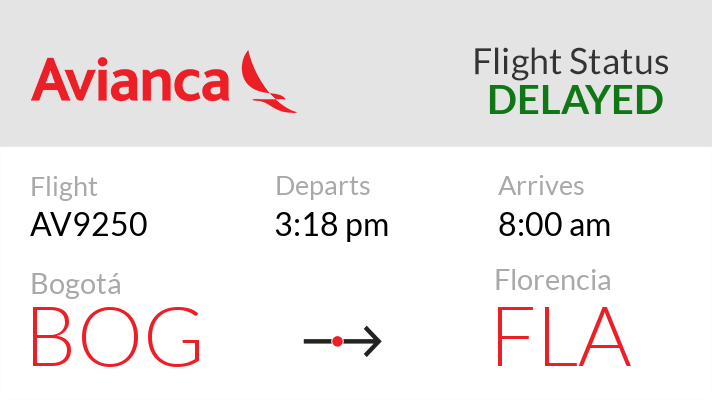 Avianca
Flight Status
DELAYED
Flight
Departs
Arrives
AV9250
3:18 pm
8:00 am
Bogotá
Florencia
BOG
FLA